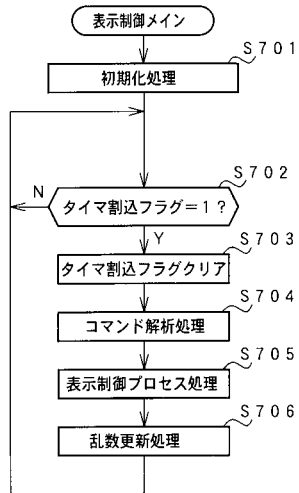 表示制御メイン
S701
初期化処理
S702
N
タイマ割込フラグ=1?
Y
S703
タイマ割込フラグクリア
S704
コマンド解析処理
S705
表示制御プロセス処理
S706
乱数更新処理